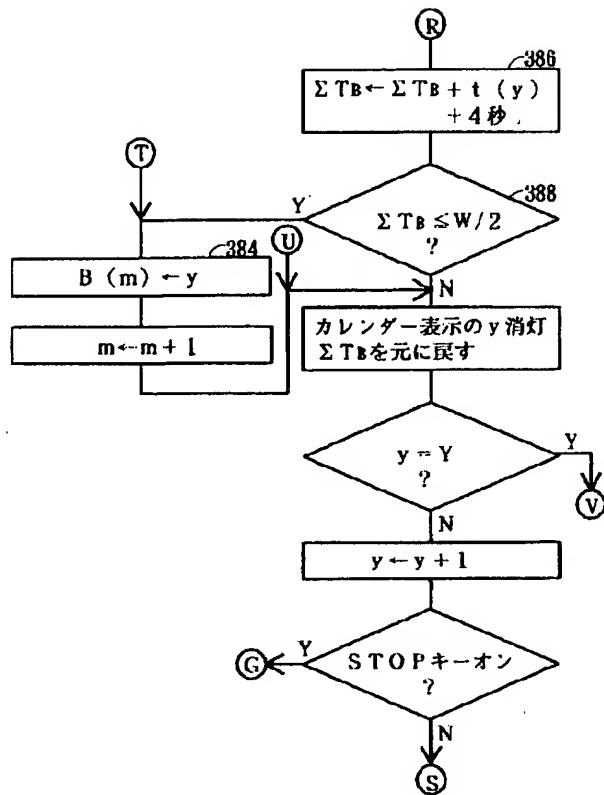 R
386
ΣTB←ΣTB+t(y)
+4秒
T
388
Y
ΣTB≦W/2
?
U
384
N
B(m)←y
カレンダー表示のy消灯
ΣTBを元に戻す
m←m+1
y=Y
?
Y
V
N
y←y+1
G
Y
STOPキーオン
?
N
S